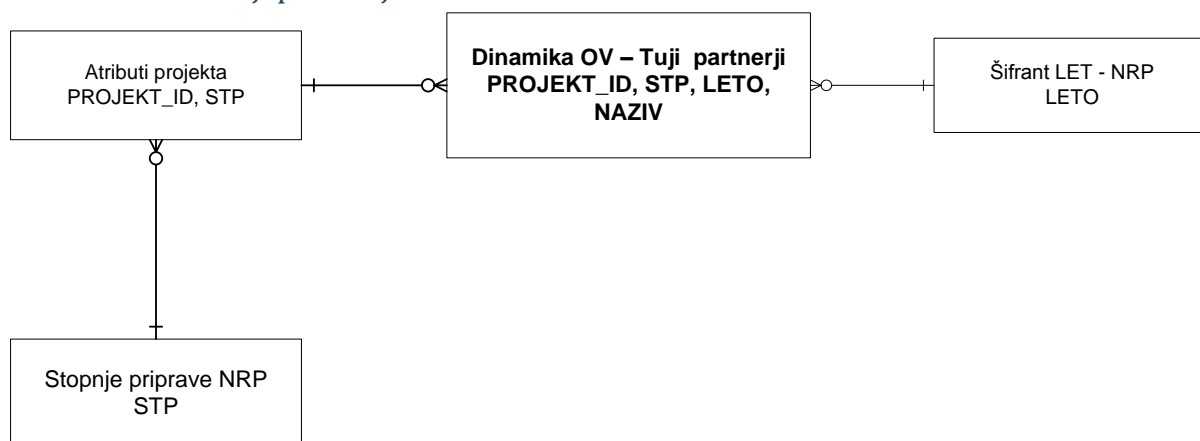 Atributi projekta
PROJEKT_ID, STP
Dinamika OV – Tuji partnerji
PROJEKT_ID, STP, LETO,
NAZIV
Šifrant LET - NRP
LETO
Stopnje priprave NRP
STP